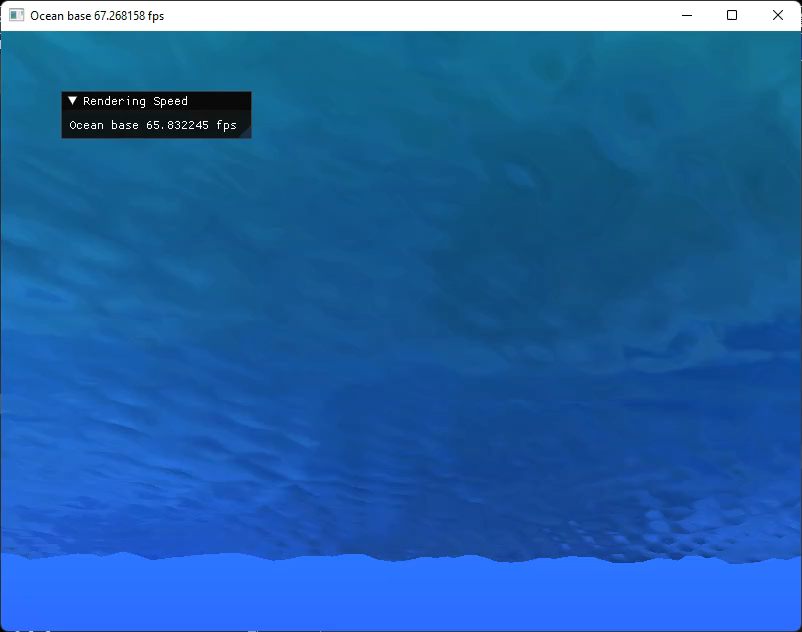 Ocean base 67.268158 fps
Rendering Speed
Ocean base 65.832245 fps